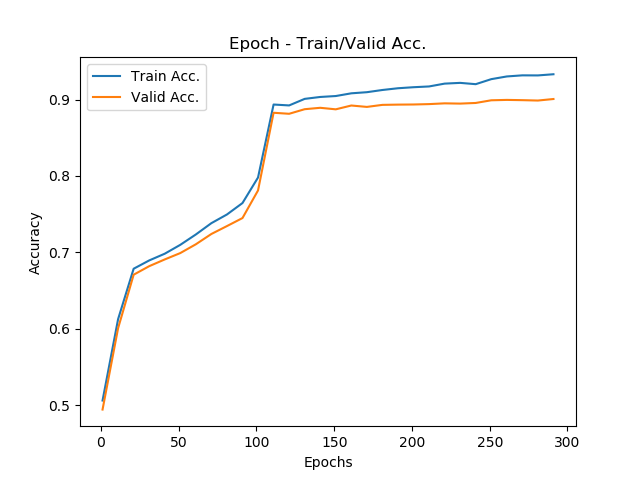 Epoch - Train/Valid Acc.
Train Acc.
Valid Acc.
0.9
0.8
0.7
0.6
0.5
Accuracy
0 50 100 150 200 250 300
Epochs